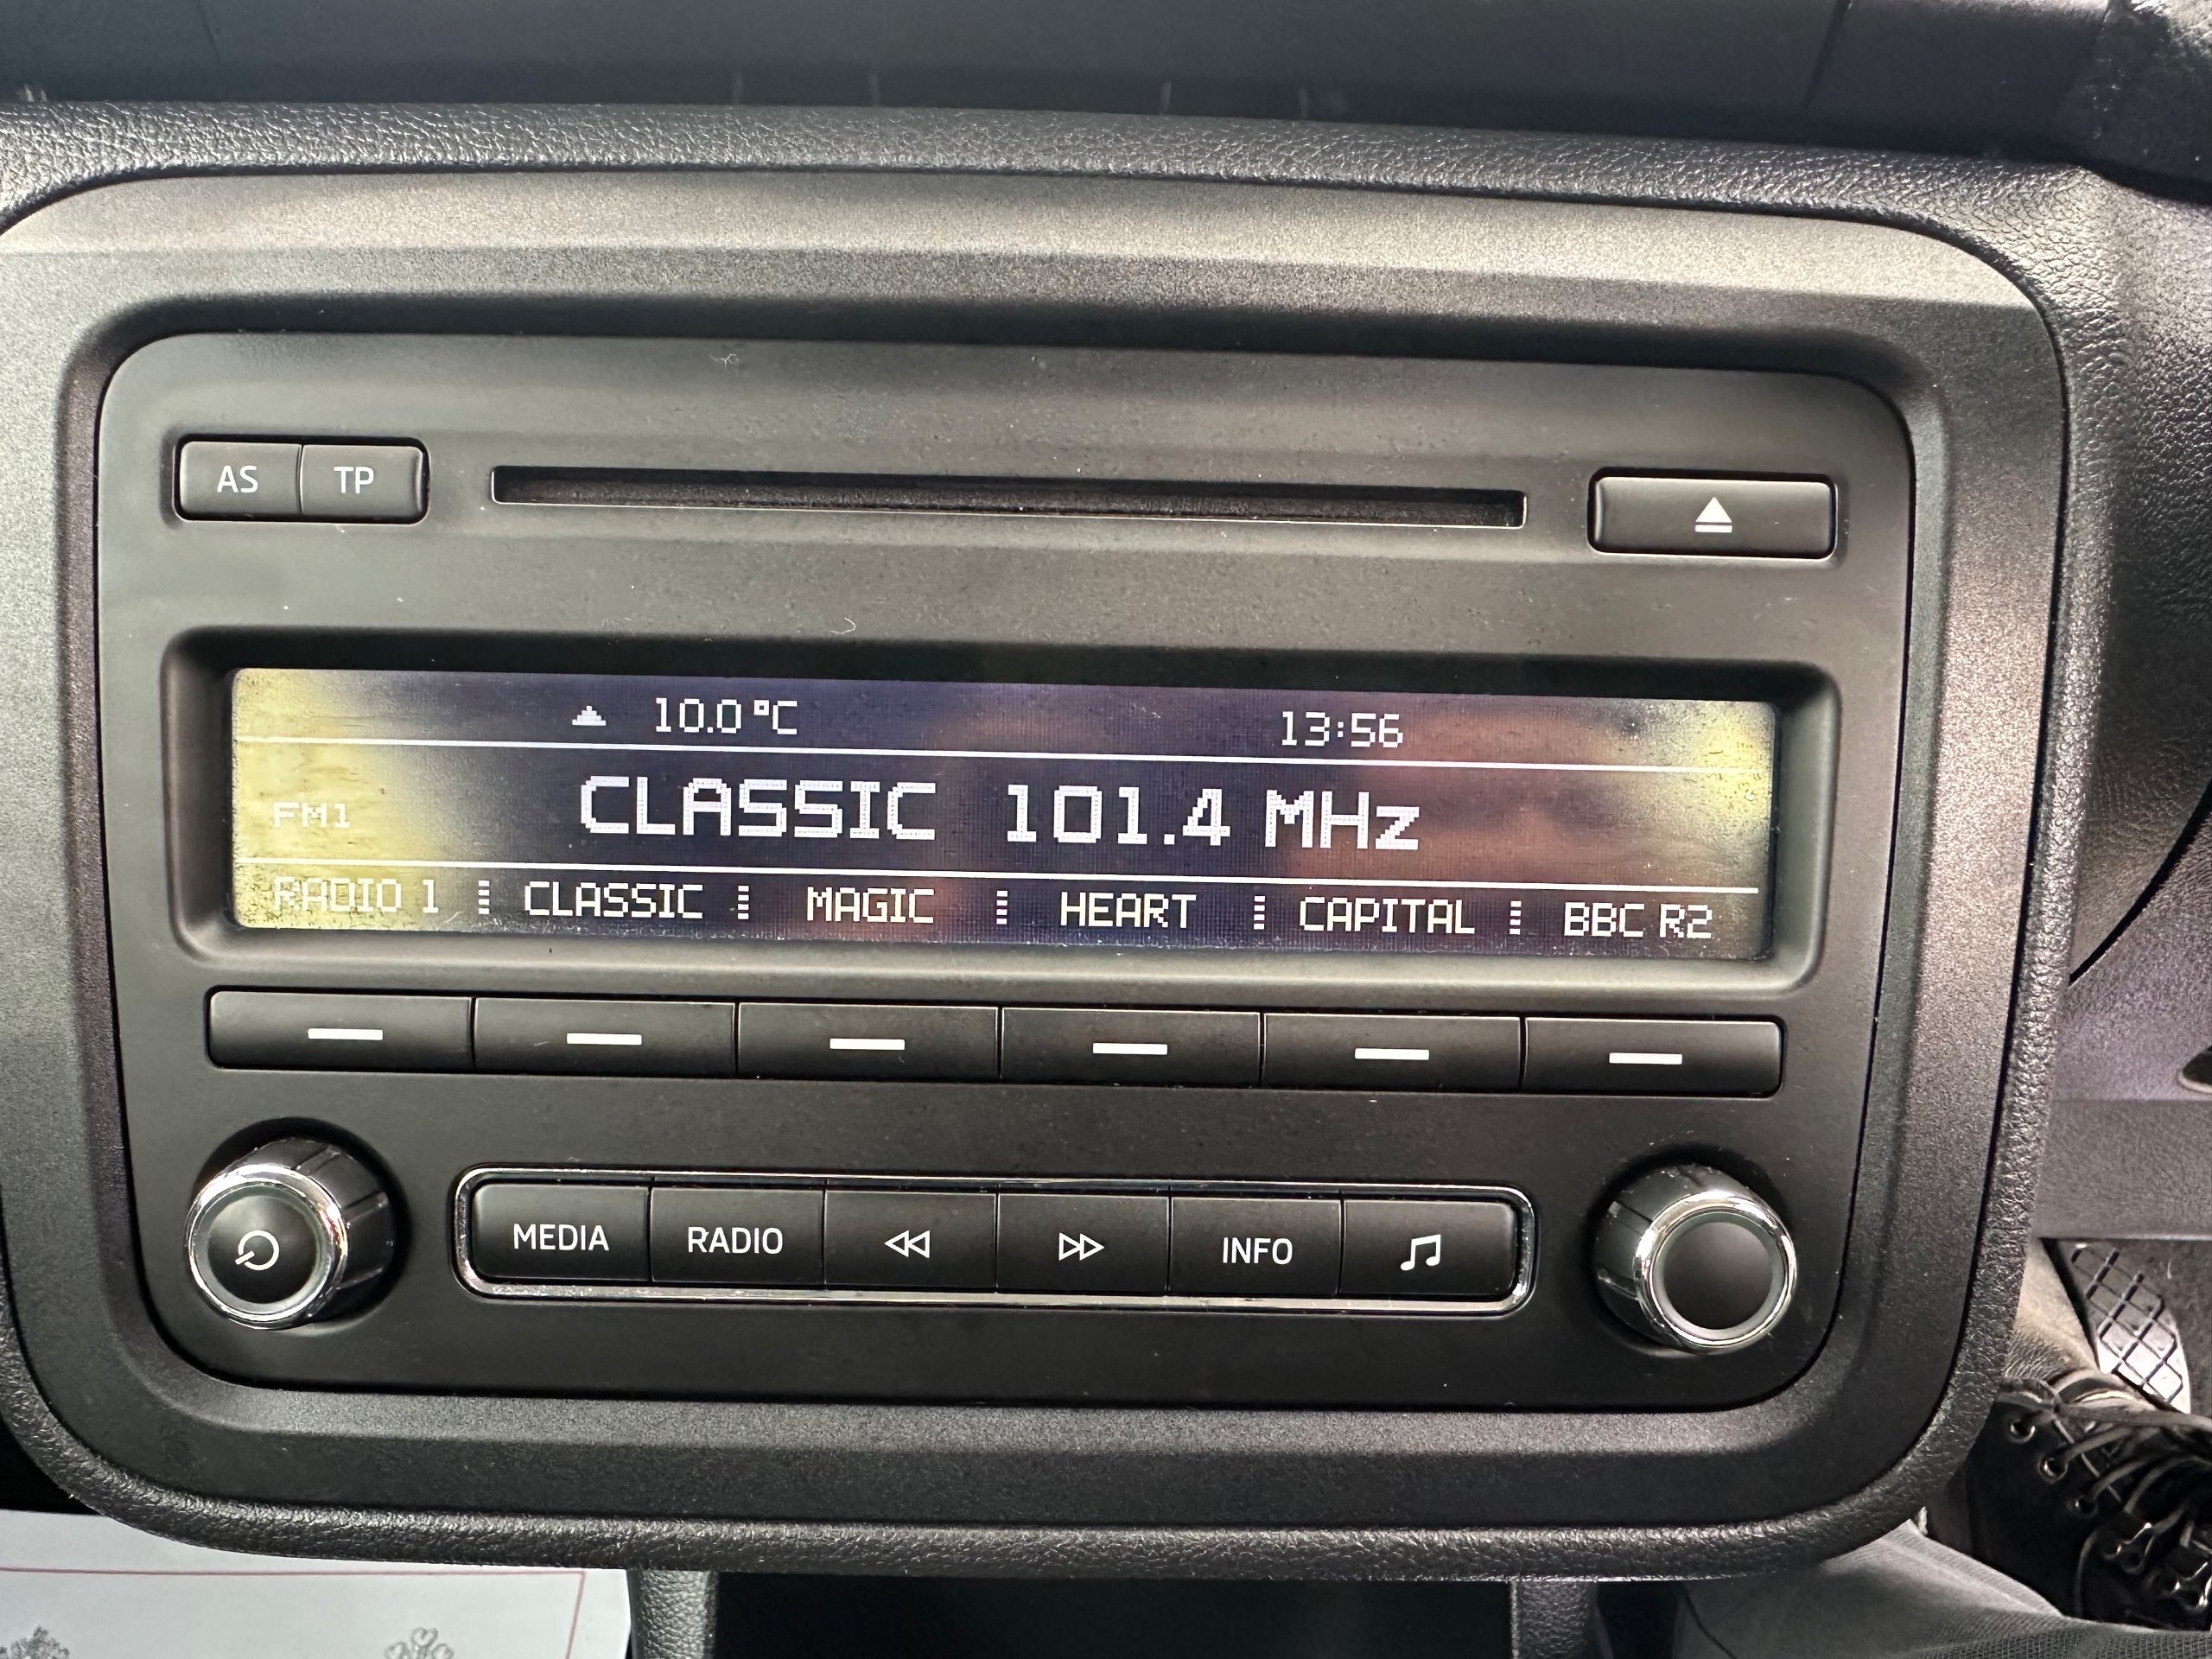 AS TP
10.0°C 13:56
FM1 CLASSIC 101.4 MHz
RADIO 1 CLASSIC MAGIC HEART CAPITAL BBC R2
MEDIA RADIO INFO